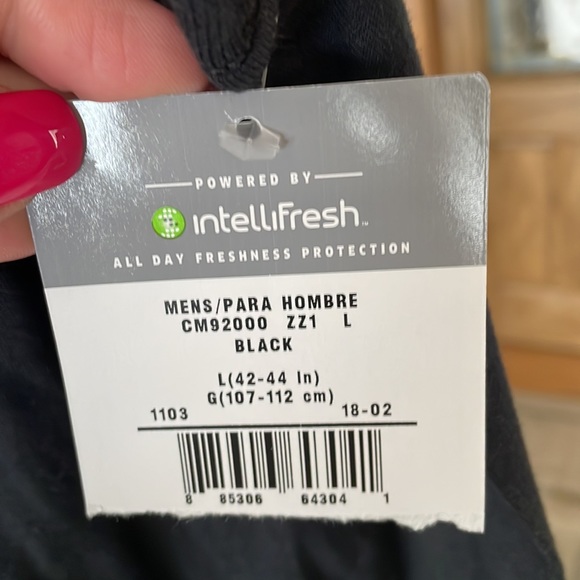 POWERED BY
intellifresh™
ALL DAY FRESHNESS PROTECTION
MENS/PARA HOMBRE
CM92000 ZZ1 L
BLACK
L(42-44 In)
G(107-112 cm)
1103 18-02
8 85306 64304 1